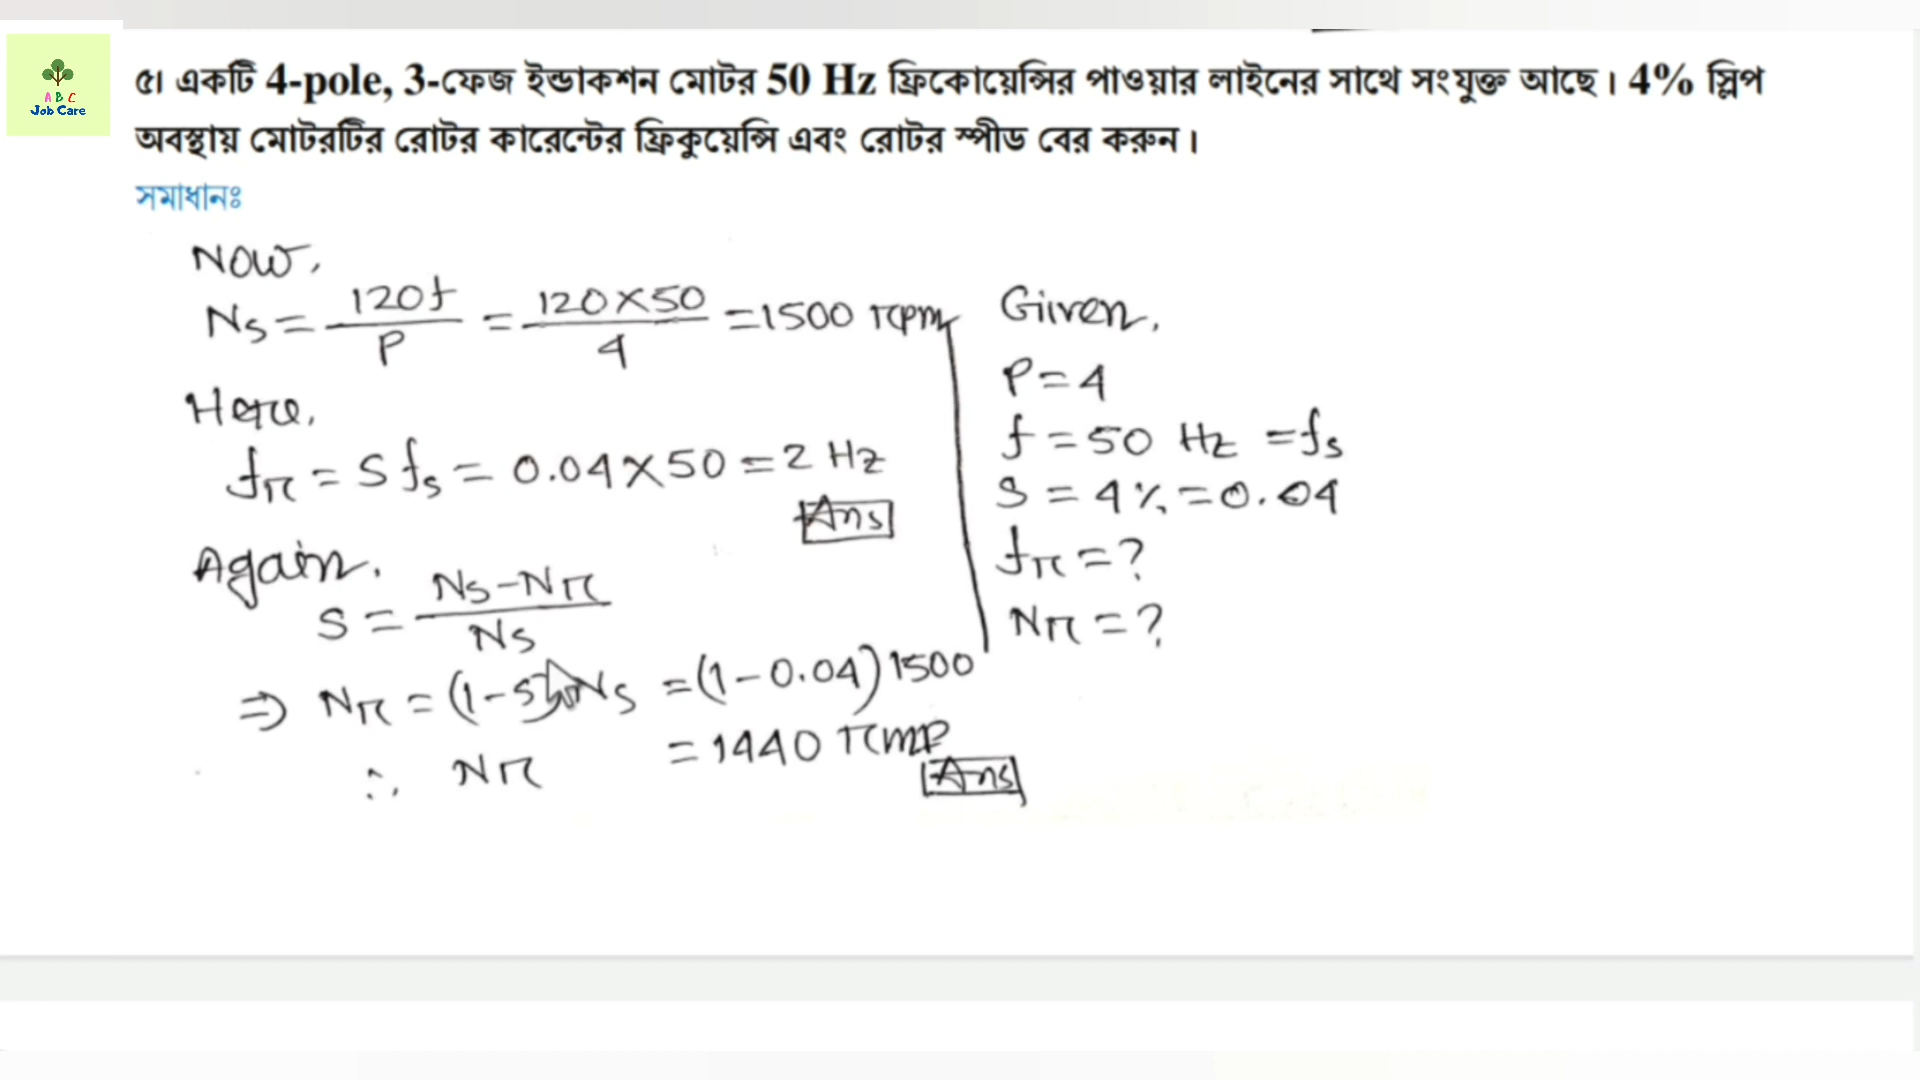 A B C
Job Care
৫। একটি 4-pole, 3-ফেজ ইন্ডাকশন মোটর 50 Hz ফ্রিকোয়েন্সির পাওয়ার লাইনের সাথে সংযুক্ত আছে। 4% স্লিপ
অবস্থায় মোটরটির রোটর কারেন্টের ফ্রিকুয়েন্সি এবং রোটর স্পীড বের করুন।
সমাধানঃ
Now,
Ns = 120f / P = 120×50 / 4 = 1500 rpm
Here,
fr = S fs = 0.04×50 = 2 Hz
Ans
Again,
S = Ns-Nr / Ns
⇒ Nr = (1-S) Ns = (1-0.04) 1500
∴ Nr = 1440 rmp
Ans
Given,
P=4
f = 50 Hz = fs
S = 4% = 0.04
fr = ?
Nr = ?